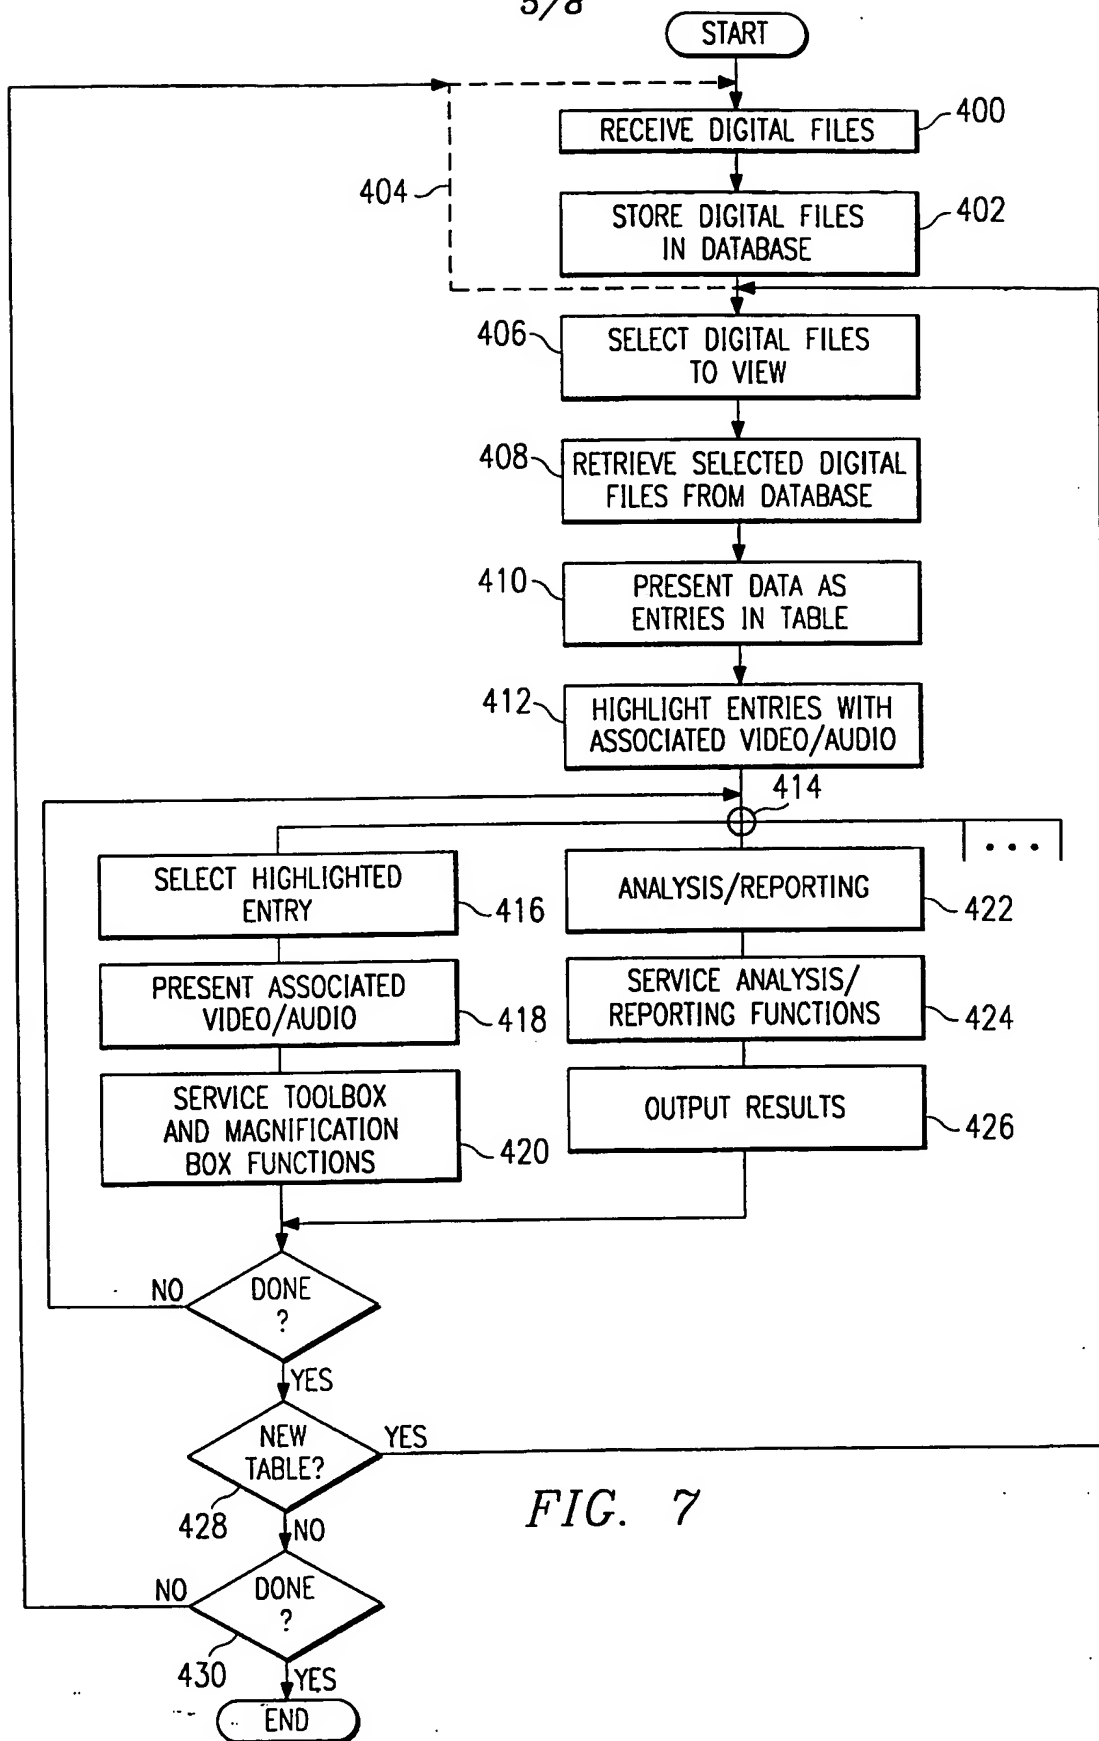 5/8
START
RECEIVE DIGITAL FILES
400
404
STORE DIGITAL FILES
IN DATABASE
402
406
SELECT DIGITAL FILES
TO VIEW
408
RETRIEVE SELECTED DIGITAL
FILES FROM DATABASE
410
PRESENT DATA AS
ENTRIES IN TABLE
412
HIGHLIGHT ENTRIES WITH
ASSOCIATED VIDEO/AUDIO
414
SELECT HIGHLIGHTED
ENTRY
416
ANALYSIS/REPORTING
422
...
PRESENT ASSOCIATED
VIDEO/AUDIO
418
SERVICE ANALYSIS/
REPORTING FUNCTIONS
424
SERVICE TOOLBOX
AND MAGNIFICATION
BOX FUNCTIONS
420
OUTPUT RESULTS
426
NO
DONE
?
YES
NEW
TABLE?
YES
428
NO
FIG. 7
NO
DONE
?
430
YES
END